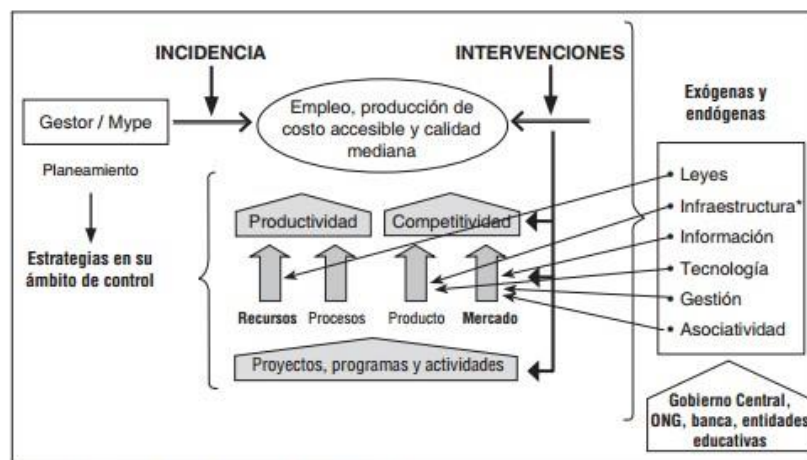 INCIDENCIA
INTERVENCIONES
Exógenas y
endógenas
Gestor / Mype
Empleo, producción de
costo accesible y calidad
mediana
Planeamiento
Estrategias en su
ámbito de control
Productividad
Competitividad
Recursos
Procesos
Producto
Mercado
Proyectos, programas y actividades
• Leyes
• Infraestructura*
• Información
• Tecnología
• Gestión
• Asociatividad
Gobierno Central,
ONG, banca, entidades
educativas